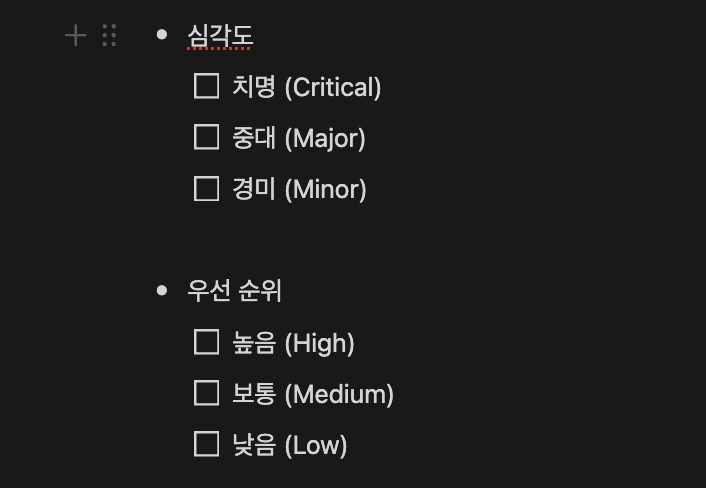 심각도
치명 (Critical)
중대 (Major)
경미 (Minor)
우선 순위
높음 (High)
보통 (Medium)
낮음 (Low)